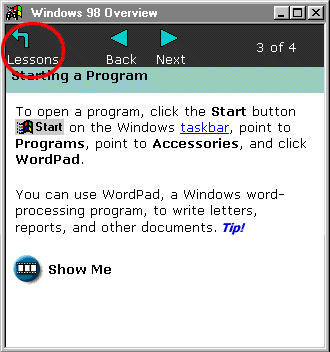 Windows 98 Overview
Lessons Back Next 3 of 4
Starting a Program
To open a program, click the Start button
Start on the Windows taskbar, point to
Programs, point to Accessories, and click
WordPad.
You can use WordPad, a Windows word-
processing program, to write letters,
reports, and other documents. Tip!
Show Me